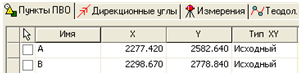 Пункты ПВО Дирекционные углы Измерения Теодол.
Имя X Y Тип XY
A 2277.420 2582.640 Исходный
B 2298.670 2778.840 Исходный